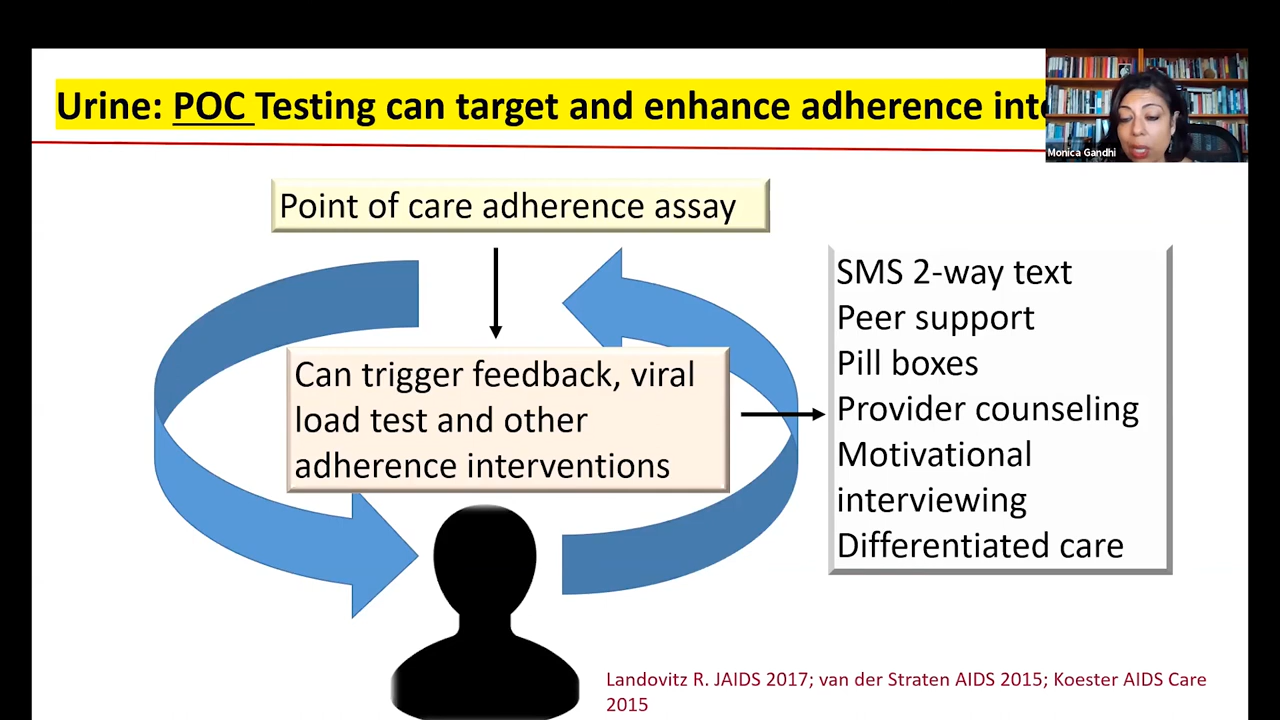 Urine: POC Testing can target and enhance adherence
Monica Gandhi
Point of care adherence assay
Can trigger feedback, viral
load test and other
adherence interventions
SMS 2-way text
Peer support
Pill boxes
Provider counseling
Motivational
interviewing
Differentiated care
Landovitz R. JAIDS 2017; van der Straten AIDS 2015; Koester AIDS Care
2015